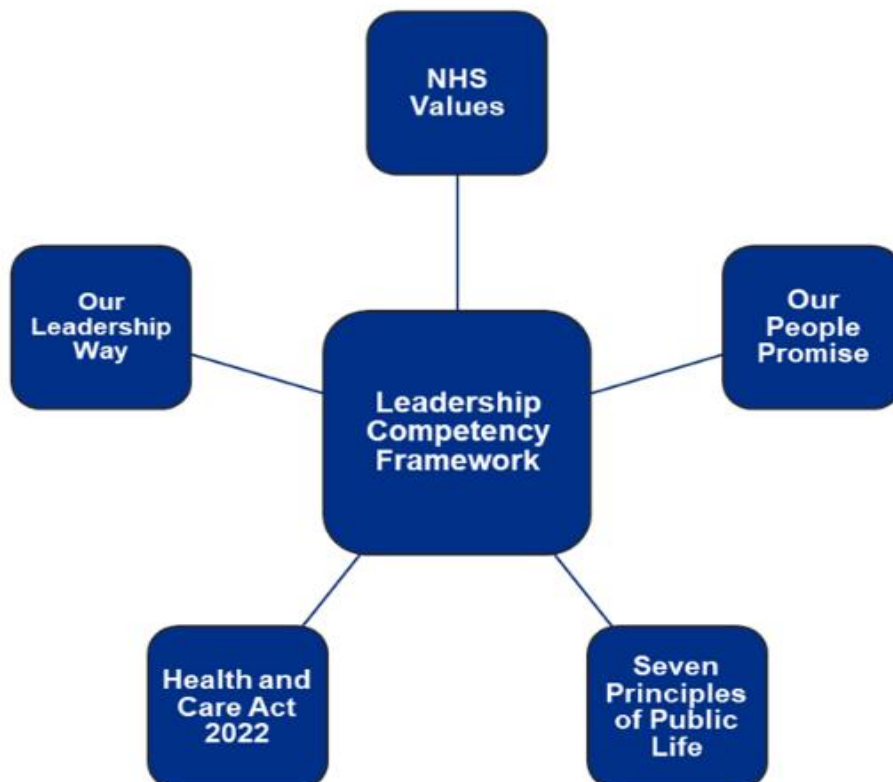 NHS
Values
Our
Leadership
Way
Our
People
Promise
Leadership
Competency
Framework
Health and
Care Act
2022
Seven
Principles
of Public
Life